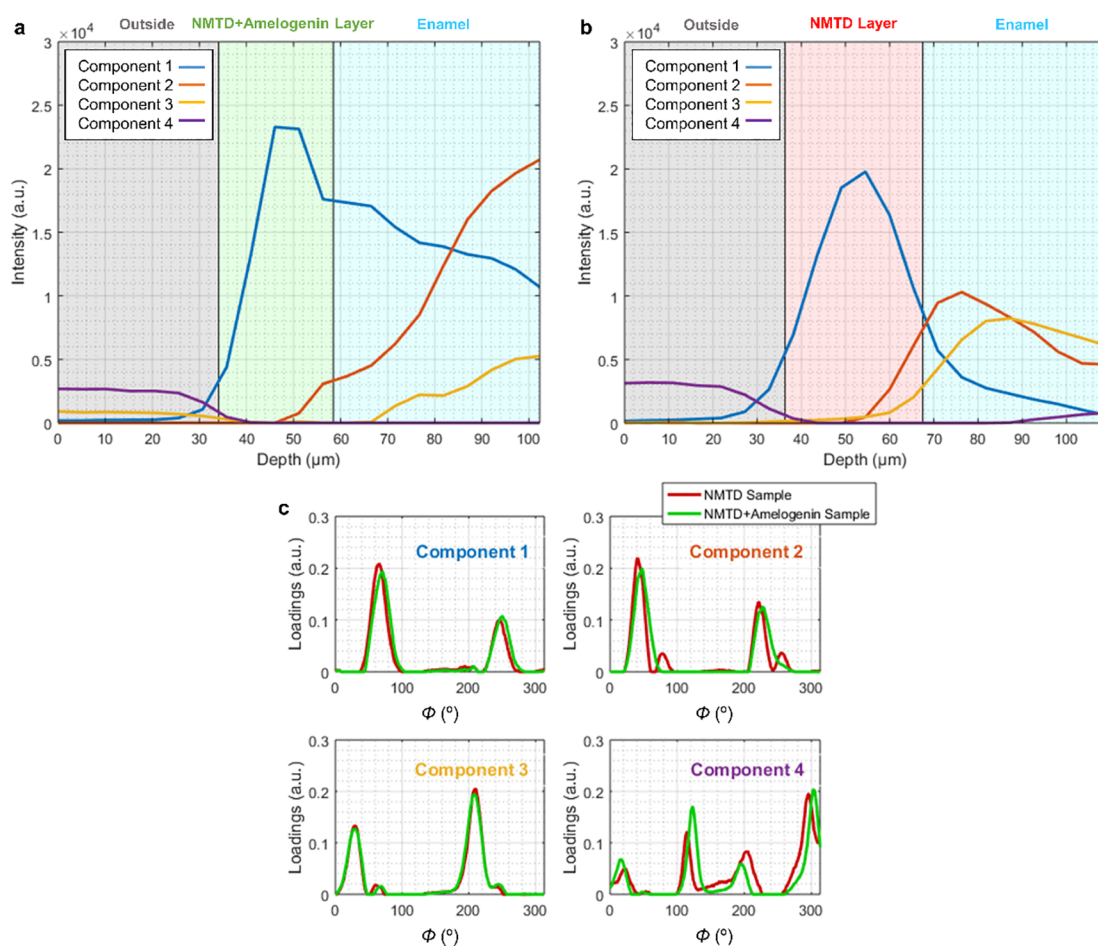 a
Outside
NMTD+Amelogenin Layer
Enamel
×10⁴
3
2.5
2
1.5
1
0.5
0
Intensity (a.u.)
Component 1
Component 2
Component 3
Component 4
0 10 20 30 40 50 60 70 80 90 100
Depth (µm)
b
Outside
NMTD Layer
Enamel
×10⁴
3
2.5
2
1.5
1
0.5
0
Intensity (a.u.)
Component 1
Component 2
Component 3
Component 4
0 10 20 30 40 50 60 70 80 90 100
Depth (µm)
c
NMTD Sample
NMTD+Amelogenin Sample
0.3
0.2
0.1
0
Loadings (a.u.)
Component 1
0 100 200 300
Φ (º)
0.3
0.2
0.1
0
Loadings (a.u.)
Component 2
0 100 200 300
Φ (º)
0.3
0.2
0.1
0
Loadings (a.u.)
Component 3
0 100 200 300
Φ (º)
0.3
0.2
0.1
0
Loadings (a.u.)
Component 4
0 100 200 300
Φ (º)